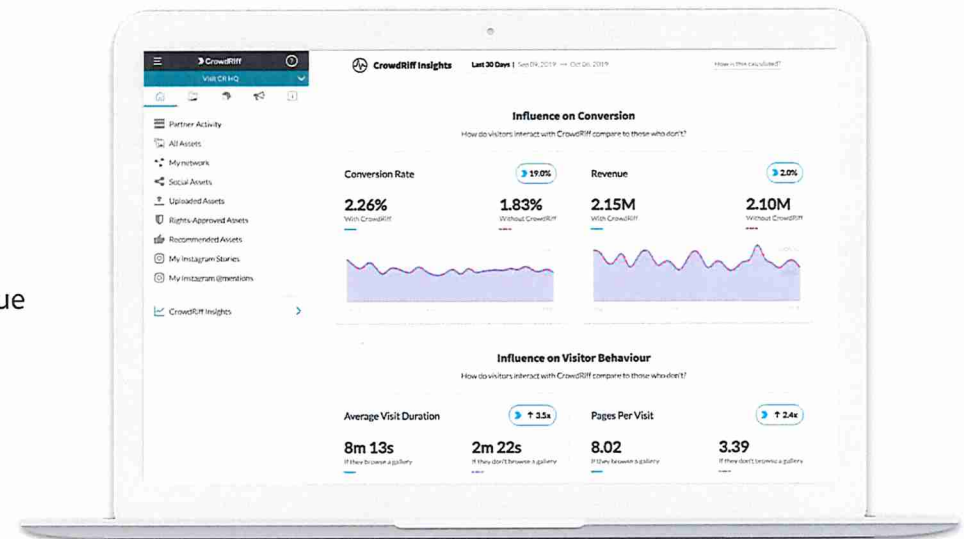 ue
CrowdRiff
Visit CR HQ
Partner Activity
All Assets
My network
Social Assets
Uploaded Assets
Rights-Approved Assets
Recommended Assets
My Instagram Stories
My Instagram @mentions
CrowdRiff Insights
CrowdRiff Insights Last 30 Days | Sep 09, 2019 → Oct 06, 2019 How is this calculated?
Influence on Conversion
How do visitors interact with CrowdRiff compare to those who don't?
Conversion Rate 19.0%
2.26% 1.83%
With CrowdRiff Without CrowdRiff
Revenue 2.0%
2.15M 2.10M
With CrowdRiff Without CrowdRiff
Influence on Visitor Behaviour
How do visitors interact with CrowdRiff compare to those who don't?
Average Visit Duration ↑ 3.5x
8m 13s 2m 22s
If they browse a gallery If they don't browse a gallery
Pages Per Visit ↑ 2.4x
8.02 3.39
If they browse a gallery If they don't browse a gallery